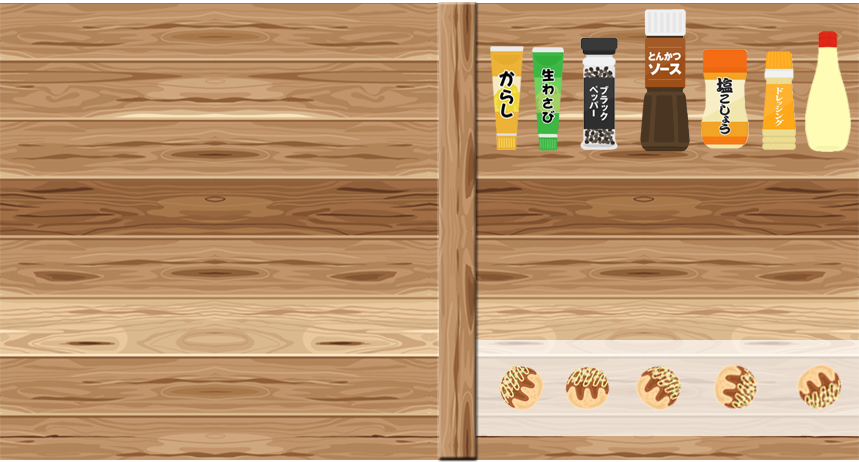 からし
生わさび
ブラック
ペッパー
とんかつ
ソース
塩こしょう
ドレッシング